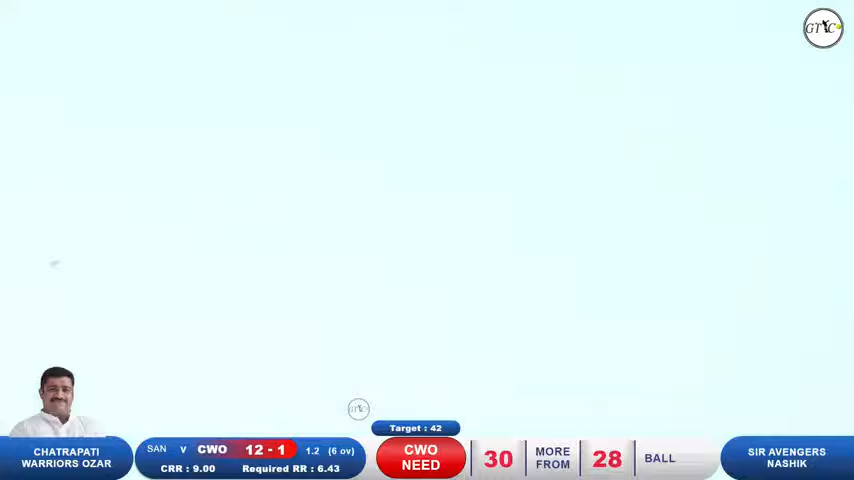 GTC
GTC
Target : 42
CHATRAPATI
WARRIORS OZAR
SAN v CWO 12 - 1 1.2 (6 ov)
CRR : 9.00 Required RR : 6.43
CWO
NEED
30
MORE
FROM
28
BALL
SIR AVENGERS
NASHIK